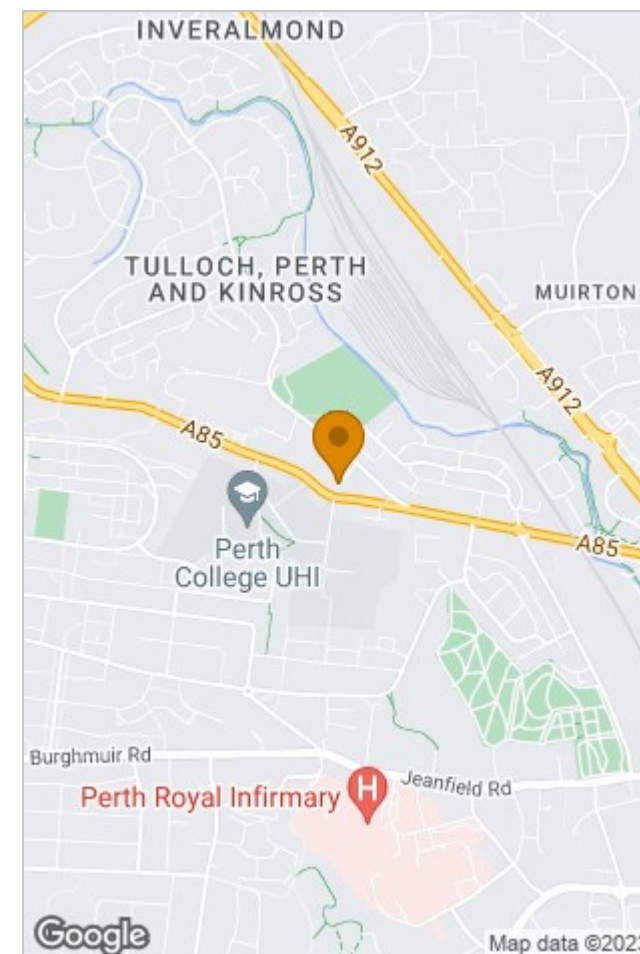 INVERALMOND
A912
TULLOCH, PERTH
AND KINROSS
MUIRTON
A912
A85
Perth
College UHI
A85
Burghmuir Rd
Jeanfield Rd
Perth Royal Infirmary
H
Google
Map data ©2023